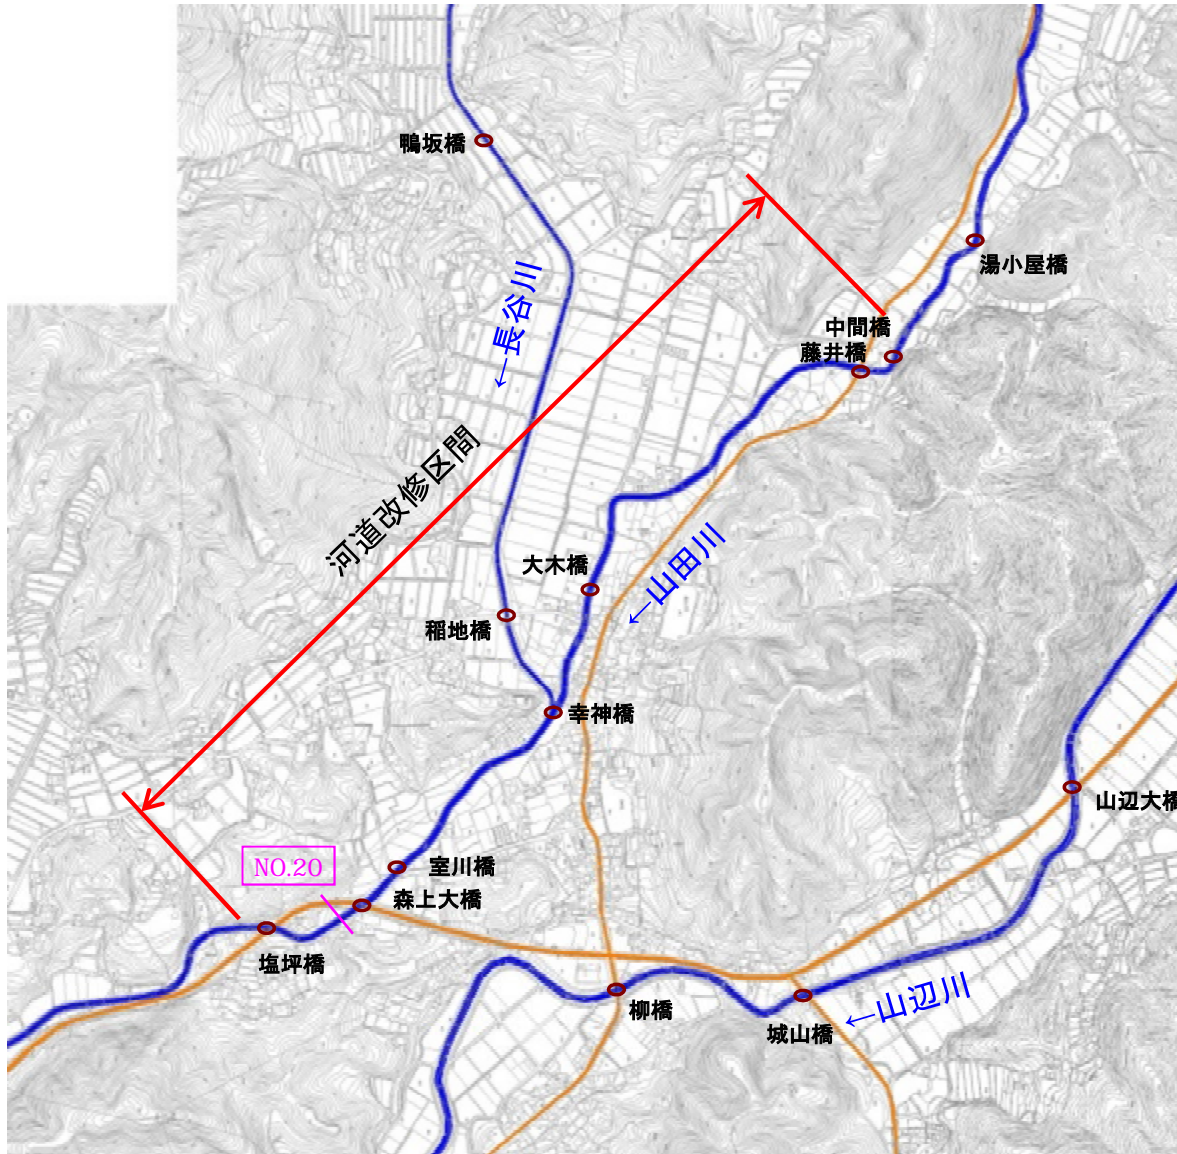 鴨坂橋
湯小屋橋
←長谷川
中間橋
藤井橋
河道改修区間
大木橋
←山田川
稲地橋
幸神橋
山辺大橋
室川橋
NO.20
森上大橋
塩坪橋
←山辺川
柳橋
城山橋